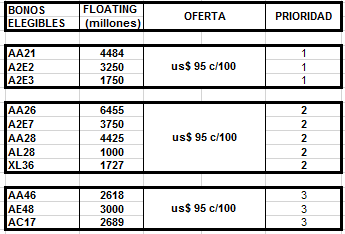 BONOS ELEGIBLES FLOATING (millones) OFERTA PRIORIDAD
AA21 4484 1
A2E2 3250 us$ 95 c/100 1
A2E3 1750 1
AA26 6455 2
A2E7 3750 2
AA28 4425 us$ 95 c/100 2
AL28 1000 2
XL36 1727 2
AA46 2618 3
AE48 3000 us$ 95 c/100 3
AC17 2689 3